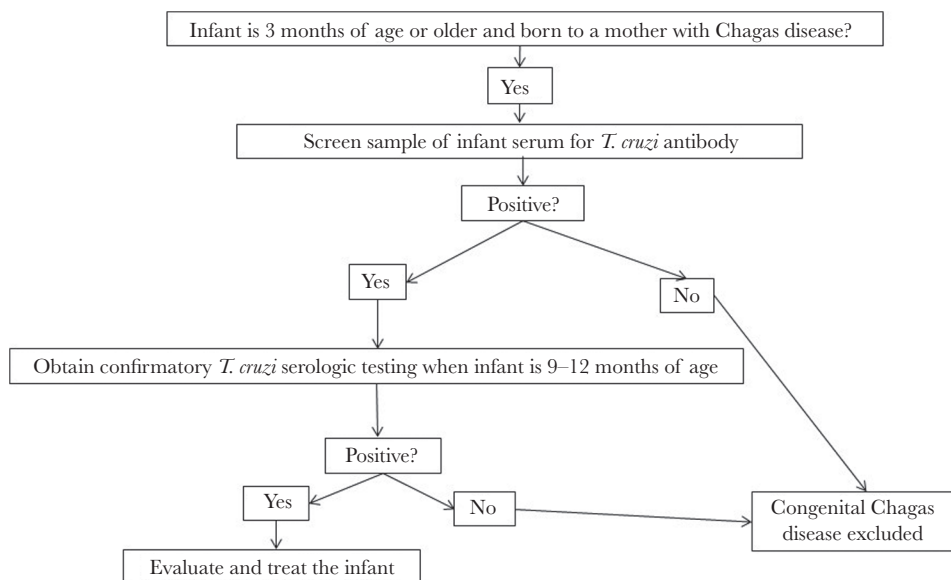 Infant is 3 months of age or older and born to a mother with Chagas disease?
Yes
Screen sample of infant serum for T. cruzi antibody
Positive?
Yes
No
Obtain confirmatory T. cruzi serologic testing when infant is 9–12 months of age
Positive?
Yes
No
Congenital Chagas
disease excluded
Evaluate and treat the infant